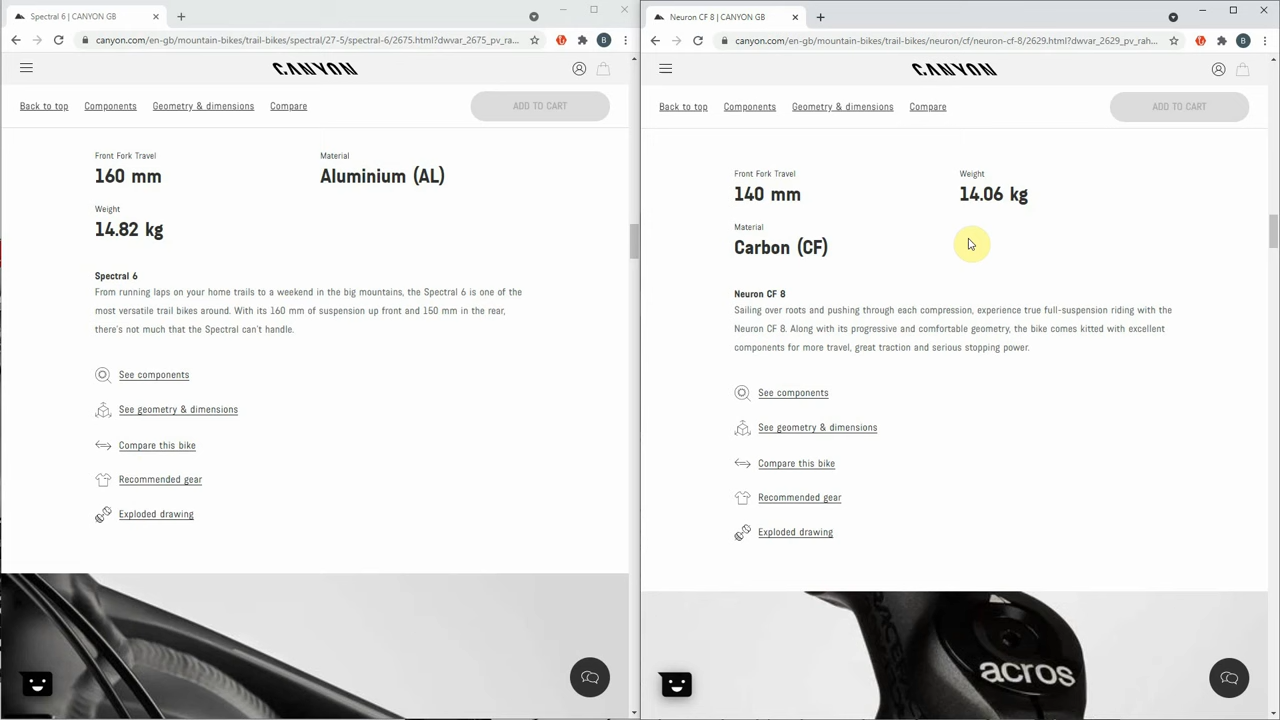 Spectral 6 | CANYON GB
canyon.com/en-gb/mountain-bikes/trail-bikes/spectral/27-5/spectral-6/2675.html?dwvar_2675_pv_ra...
B
CANYON
Back to top
Components
Geometry & dimensions
Compare
ADD TO CART
Front Fork Travel
160 mm
Material
Aluminium (AL)
Weight
14.82 kg
Spectral 6
From running laps on your home trails to a weekend in the big mountains, the Spectral 6 is one of the
most versatile trail bikes around. With its 160 mm of suspension up front and 150 mm in the rear,
there's not much that the Spectral can't handle.
See components
See geometry & dimensions
Compare this bike
Recommended gear
Exploded drawing
Neuron CF 8 | CANYON GB
canyon.com/en-gb/mountain-bikes/trail-bikes/neuron/cf/neuron-cf-8/2629.html?dwvar_2629_pv_rah...
B
CANYON
Back to top
Components
Geometry & dimensions
Compare
ADD TO CART
Front Fork Travel
140 mm
Weight
14.06 kg
Material
Carbon (CF)
Neuron CF 8
Sailing over roots and pushing through each compression, experience true full-suspension riding with the
Neuron CF 8. Along with its progressive and comfortable geometry, the bike comes kitted with excellent
components for more travel, great traction and serious stopping power.
See components
See geometry & dimensions
Compare this bike
Recommended gear
Exploded drawing
acros